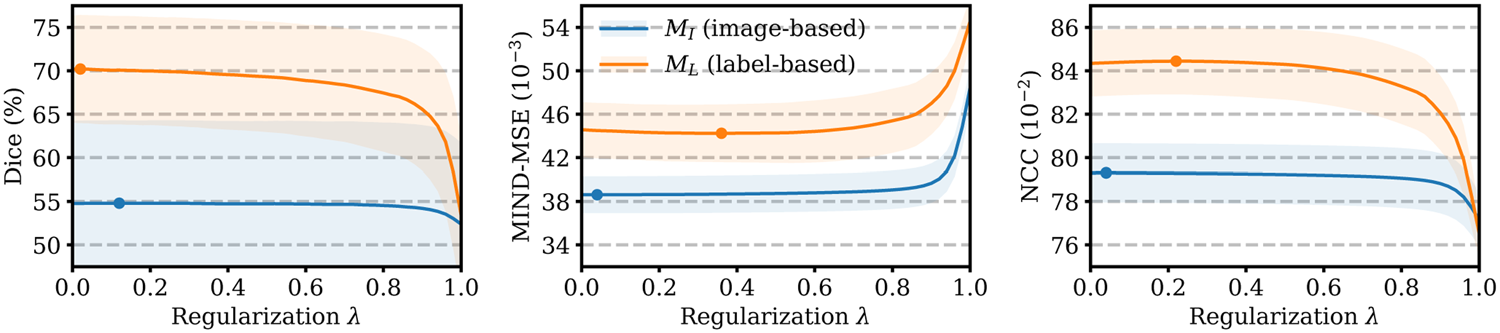 Dice (%)
75
70
65
60
55
50
0.0 0.2 0.4 0.6 0.8 1.0
Regularization λ
MIND-MSE (10⁻³)
54
50
46
42
38
34
M_I (image-based)
M_L (label-based)
0.0 0.2 0.4 0.6 0.8 1.0
Regularization λ
NCC (10⁻²)
86
84
82
80
78
76
0.0 0.2 0.4 0.6 0.8 1.0
Regularization λ